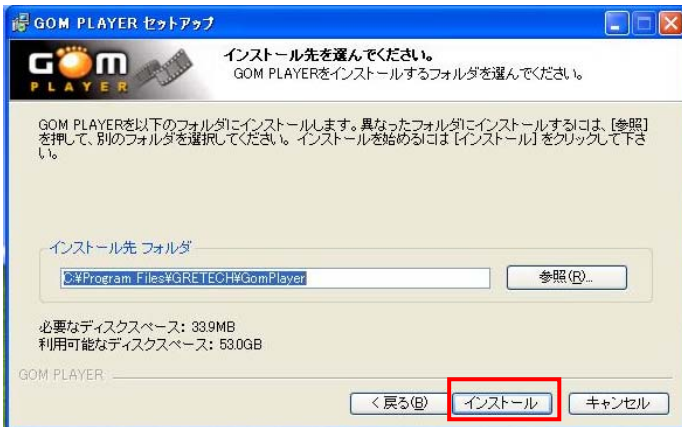 GOM PLAYER セットアップ
GOM
PLAYER
インストール先を選んでください。
GOM PLAYERをインストールするフォルダを選んでください。
GOM PLAYERを以下のフォルダにインストールします。異なったフォルダにインストールするには、[参照]
を押して、別のフォルダを選択してください。インストールを始めるには [インストール] をクリックして下さ
い。
インストール先 フォルダ
C:¥Program Files¥GRETECH¥GomPlayer
参照(R)...
必要なディスクスペース: 33.9MB
利用可能なディスクスペース: 53.0GB
GOM PLAYER
< 戻る(B)
インストール
キャンセル